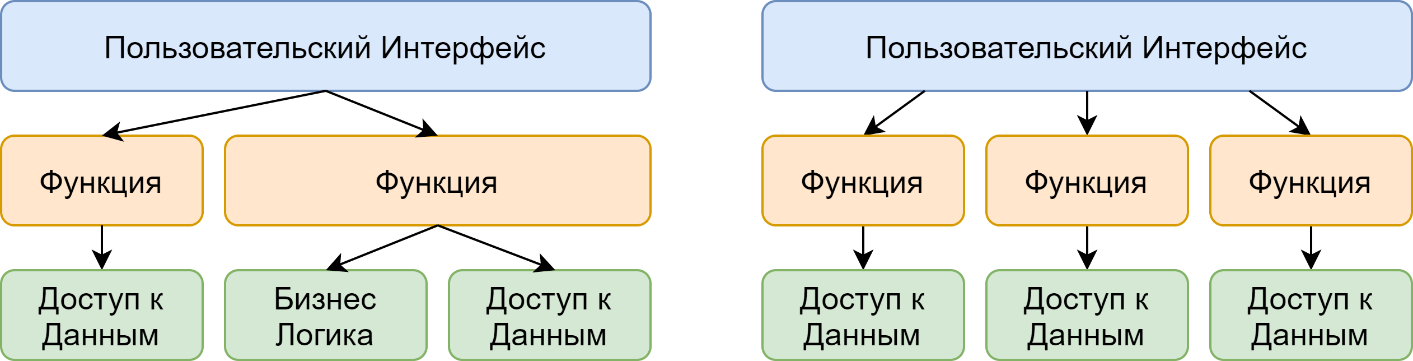 Пользовательский Интерфейс
Функция
Функция
Доступ к
Данным
Бизнес
Логика
Доступ к
Данным
Пользовательский Интерфейс
Функция
Функция
Функция
Доступ к
Данным
Доступ к
Данным
Доступ к
Данным